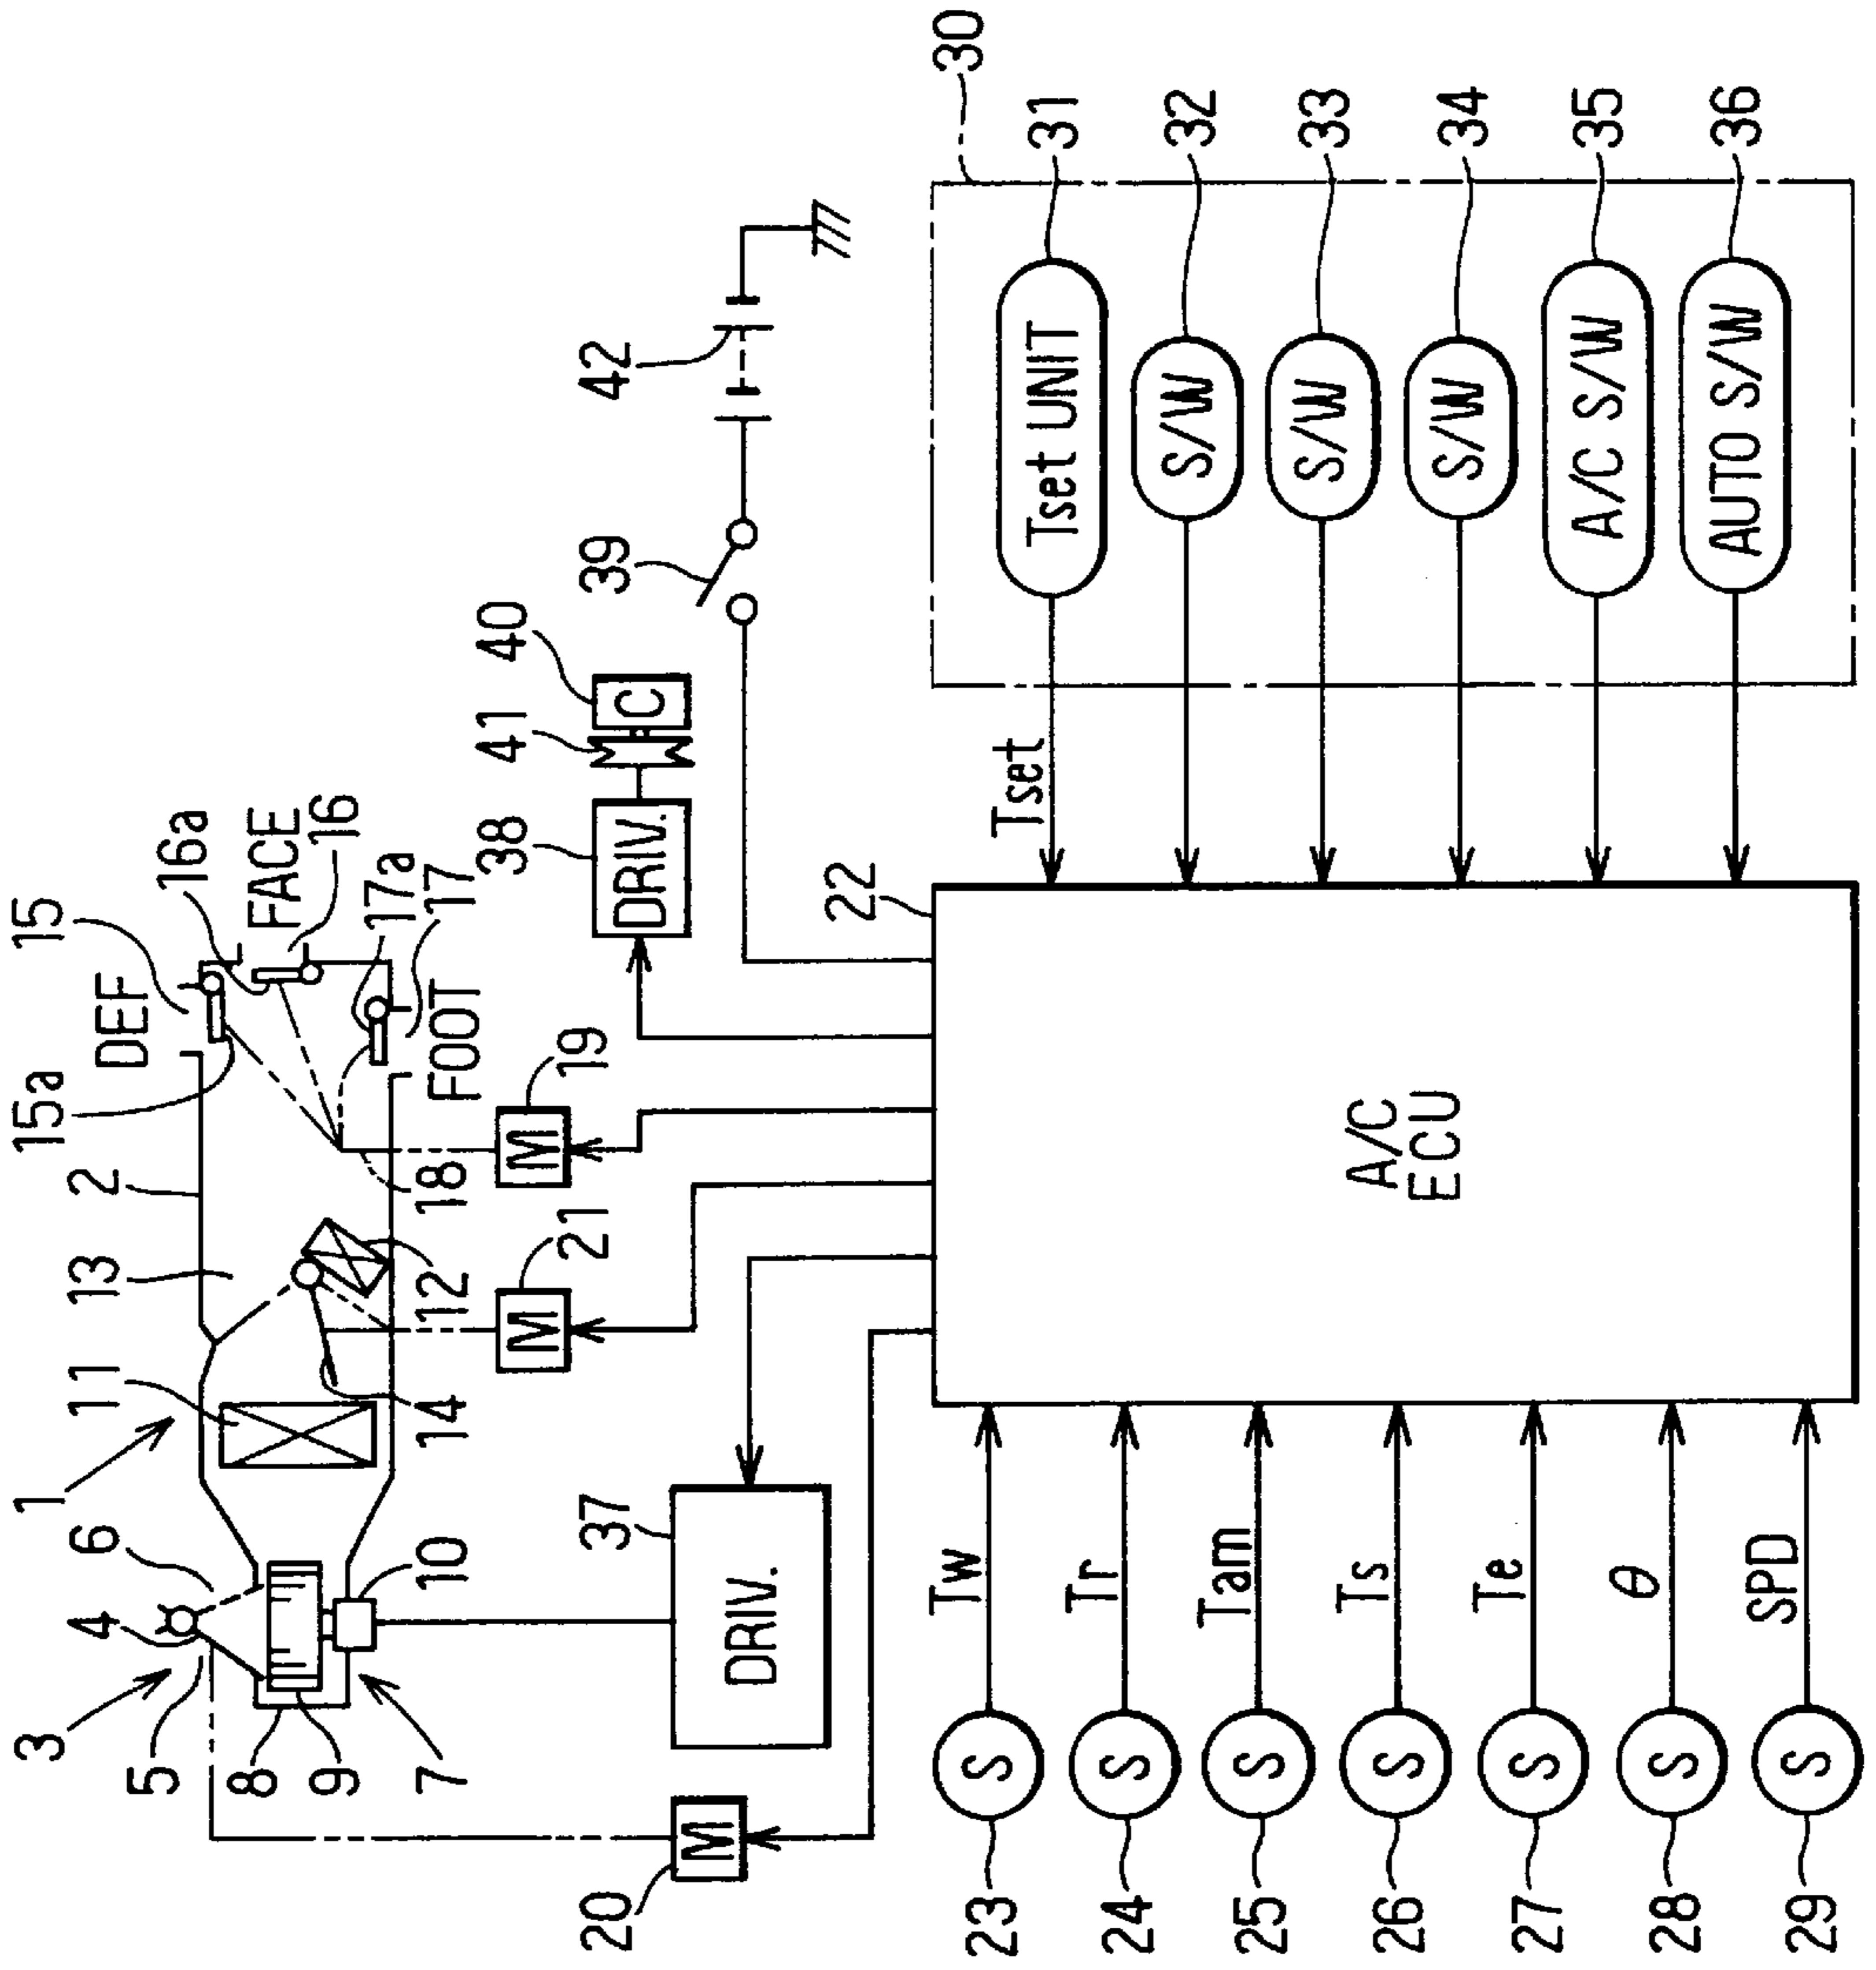 1
3
4
6
11
13
2
15a
15
DEF
16a
FACE
16
17a
17
FOOT
5
8
9
7
10
14
12
18
20
M
37
DRIV.
21
M
19
M
38
DRIV.
41
40
C
39
42
22
A/C
ECU
23
S
Tw
24
S
Tr
25
S
Tam
26
S
Ts
27
S
Te
28
S
θ
29
S
SPD
30
Tset
Tset UNIT
31
S/W
32
S/W
33
S/W
34
A/C S/W
35
AUTO S/W
36